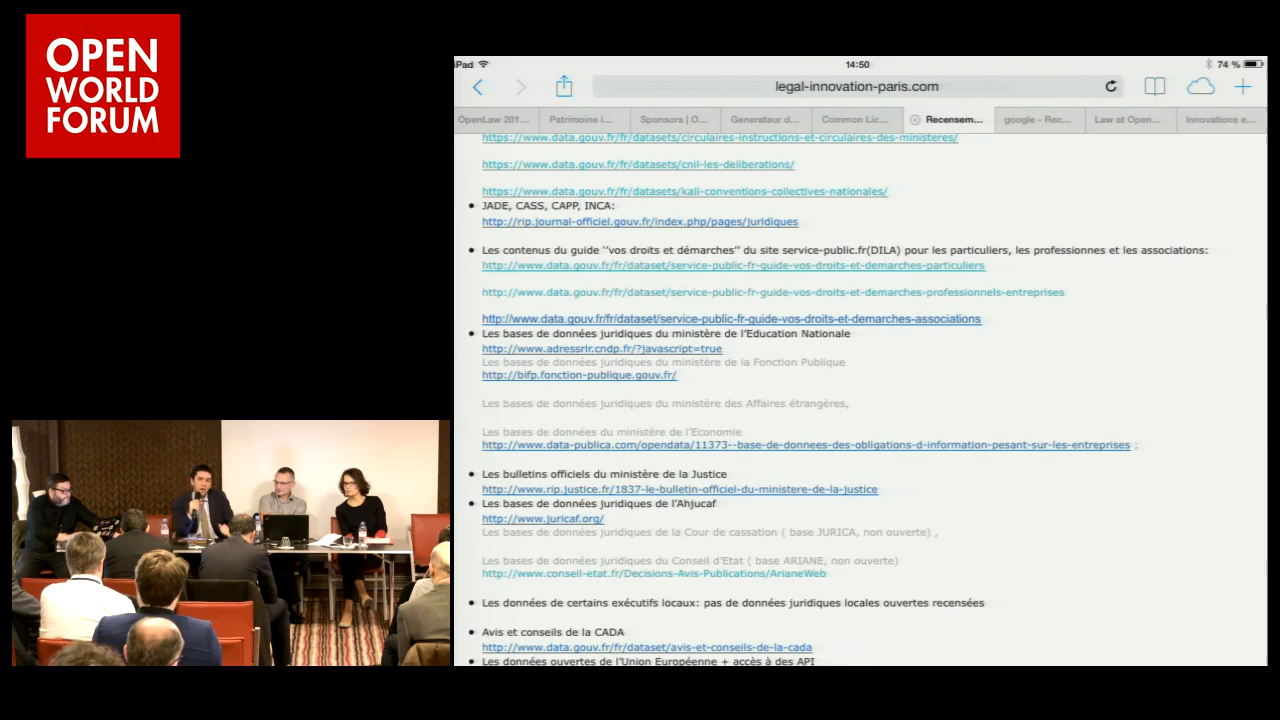 OPEN
WORLD
FORUM
iPad
14:50
74 %
legal-innovation-paris.com
OpenLaw 201...
Patrimoine i...
Sponsors | O...
Generateur d...
Common Lic...
Recensem...
google - Rec...
Law at Open...
Innovations e...
https://www.data.gouv.fr/fr/datasets/circulaires-instructions-et-circulaires-des-ministeres/
https://www.data.gouv.fr/fr/datasets/cnil-les-deliberations/
https://www.data.gouv.fr/fr/datasets/kali-conventions-collectives-nationales/
• JADE, CASS, CAPP, INCA:
http://rip.journal-officiel.gouv.fr/index.php/pages/juridiques
• Les contenus du guide ''vos droits et démarches'' du site service-public.fr(DILA) pour les particuliers, les professionnes et les associations:
http://www.data.gouv.fr/fr/dataset/service-public-fr-guide-vos-droits-et-demarches-particuliers
http://www.data.gouv.fr/fr/dataset/service-public-fr-guide-vos-droits-et-demarches-professionnels-entreprises
http://www.data.gouv.fr/fr/dataset/service-public-fr-guide-vos-droits-et-demarches-associations
• Les bases de données juridiques du ministère de l'Education Nationale
http://www.adressrlr.cndp.fr/?javascript=true
Les bases de données juridiques du ministère de la Fonction Publique
http://bifp.fonction-publique.gouv.fr/
Les bases de données juridiques du ministère des Affaires étrangères,
Les bases de données du ministère de l'Economie
http://www.data-publica.com/opendata/11373--base-de-donnees-des-obligations-d-information-pesant-sur-les-entreprises ;
• Les bulletins officiels du ministère de la Justice
http://www.rip.justice.fr/1837-le-bulletin-officiel-du-ministere-de-la-justice
• Les bases de données juridiques de l'Ahjucaf
http://www.juricaf.org/
Les bases de données juridiques de la Cour de cassation ( base JURICA, non ouverte) ,
Les bases de données juridiques du Conseil d'Etat ( base ARIANE, non ouverte)
http://www.conseil-etat.fr/Decisions-Avis-Publications/ArianeWeb
• Les données de certains exécutifs locaux: pas de données juridiques locales ouvertes recensées
• Avis et conseils de la CADA
http://www.data.gouv.fr/fr/dataset/avis-et-conseils-de-la-cada
• Les données ouvertes de l'Union Européenne + accès à des API